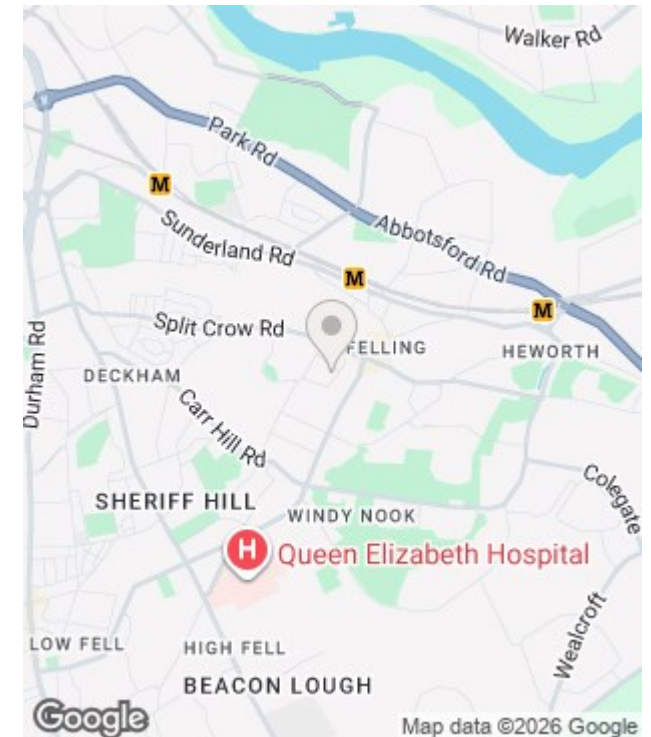 Walker Rd
Park Rd
M
Sunderland Rd
Abbotsford Rd
M
M
Split Crow Rd
FELLING
HEWORTH
Durham Rd
DECKHAM
Carr Hill Rd
Colegate
SHERIFF HILL
WINDY NOOK
H
Queen Elizabeth Hospital
Wealcroft
LOW FELL
HIGH FELL
BEACON LOUGH
Google
Map data ©2026 Google